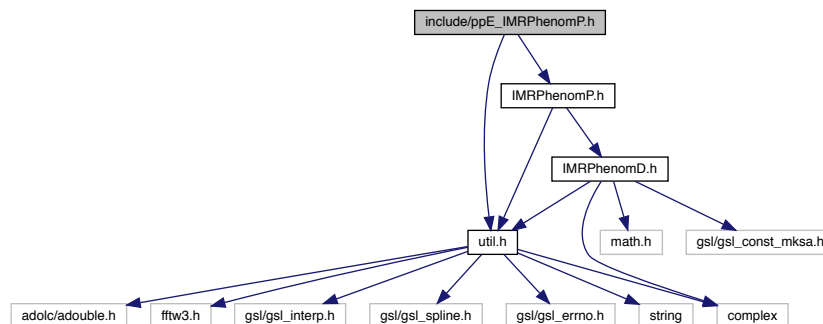 include/ppE_IMRPhenomP.h
IMRPhenomP.h
IMRPhenomD.h
util.h
math.h
gsl/gsl_const_mksa.h
adolc/adouble.h
fftw3.h
gsl/gsl_interp.h
gsl/gsl_spline.h
gsl/gsl_errno.h
string
complex